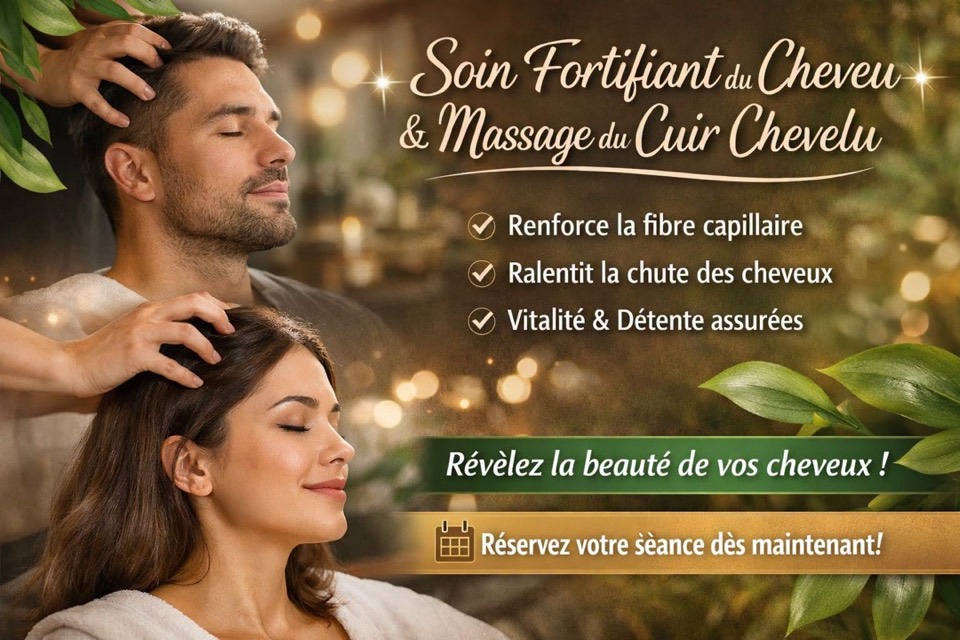 Soin Fortifiant du Cheveu
& Massage du Cuir Chevelu
Renforce la fibre capillaire
Ralentit la chute des cheveux
Vitalité & Détente assurées
Révèlez la beauté de vos cheveux !
Réservez votre séance dès maintenant!